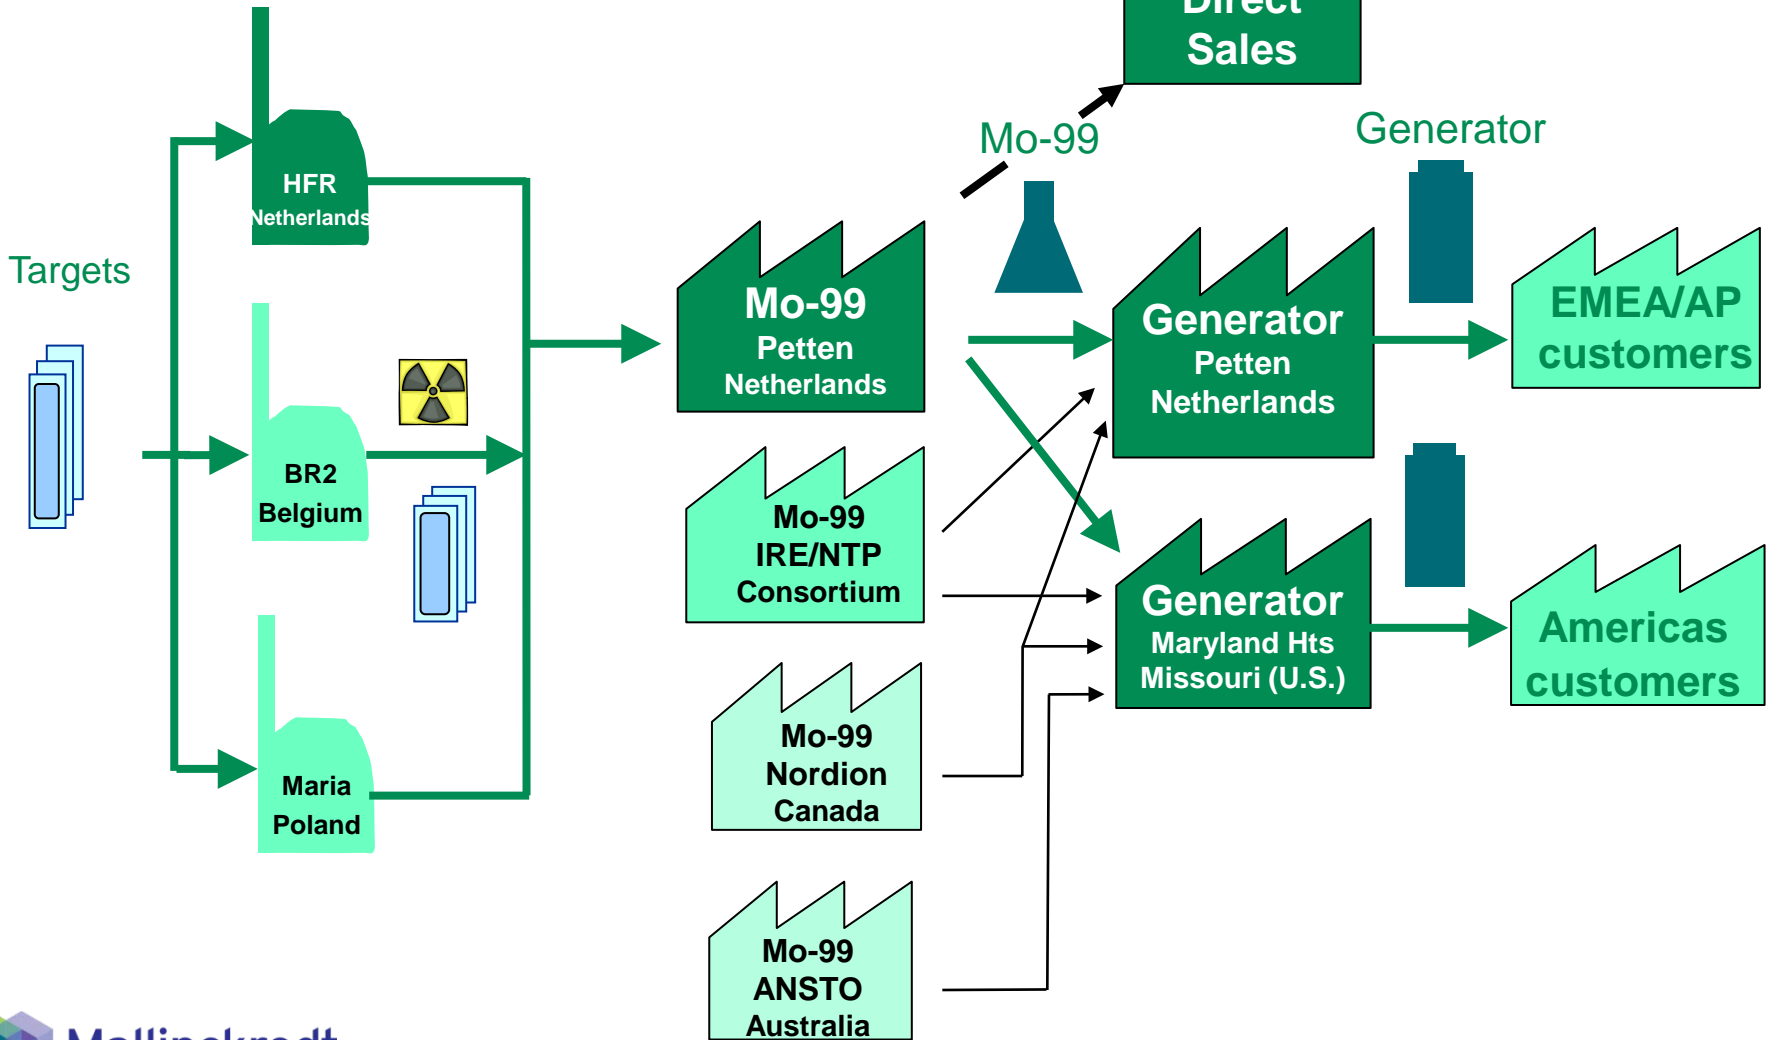 Direct
Sales
Mo-99
Generator
HFR
Netherlands
Targets
Mo-99
Petten
Netherlands
Generator
Petten
Netherlands
EMEA/AP
customers
BR2
Belgium
Mo-99
IRE/NTP
Consortium
Generator
Maryland Hts
Missouri (U.S.)
Americas
customers
Maria
Poland
Mo-99
Nordion
Canada
Mo-99
ANSTO
Australia
Mallinckrodt